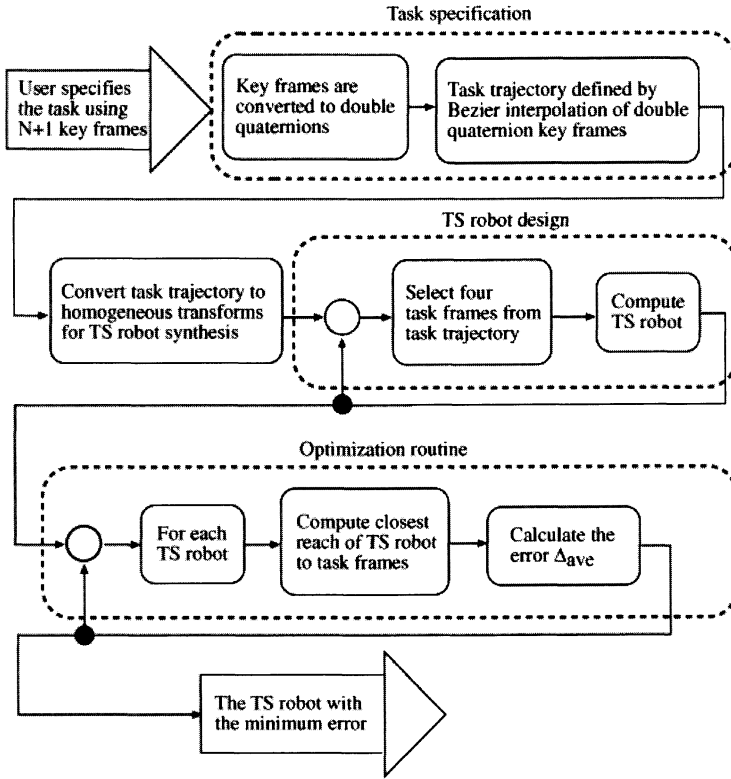 Task specification
User specifies
the task using
N+1 key frames
Key frames are
converted to double
quaternions
Task trajectory defined by
Bezier interpolation of double
quaternion key frames
TS robot design
Convert task trajectory to
homogeneous transforms
for TS robot synthesis
Select four
task frames from
task trajectory
Compute
TS robot
Optimization routine
For each
TS robot
Compute closest
reach of TS robot
to task frames
Calculate the
error Δave
The TS robot with
the minimum error